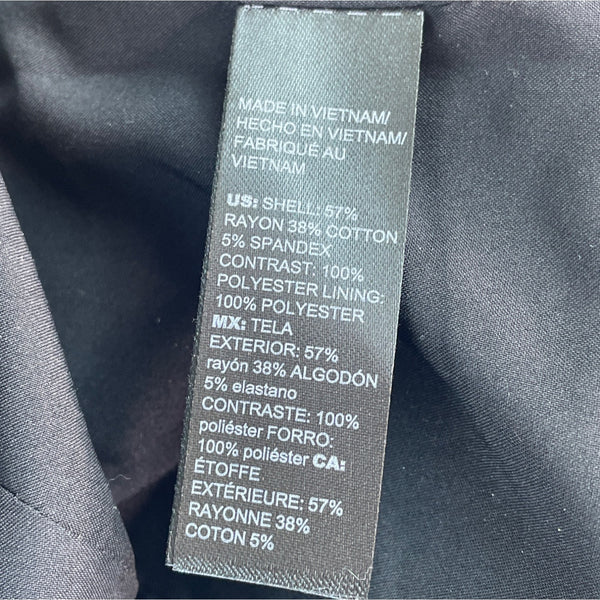 MADE IN VIETNAM/
HECHO EN VIETNAM/
FABRIQUÉ AU
VIETNAM
US: SHELL: 57%
RAYON 38% COTTON
5% SPANDEX
CONTRAST: 100%
POLYESTER LINING:
100% POLYESTER
MX: TELA
EXTERIOR: 57%
rayón 38% ALGODÓN
5% elastano
CONTRASTE: 100%
poliéster FORRO:
100% poliéster CA:
ÉTOFFE
EXTÉRIEURE: 57%
RAYONNE 38%
COTON 5%